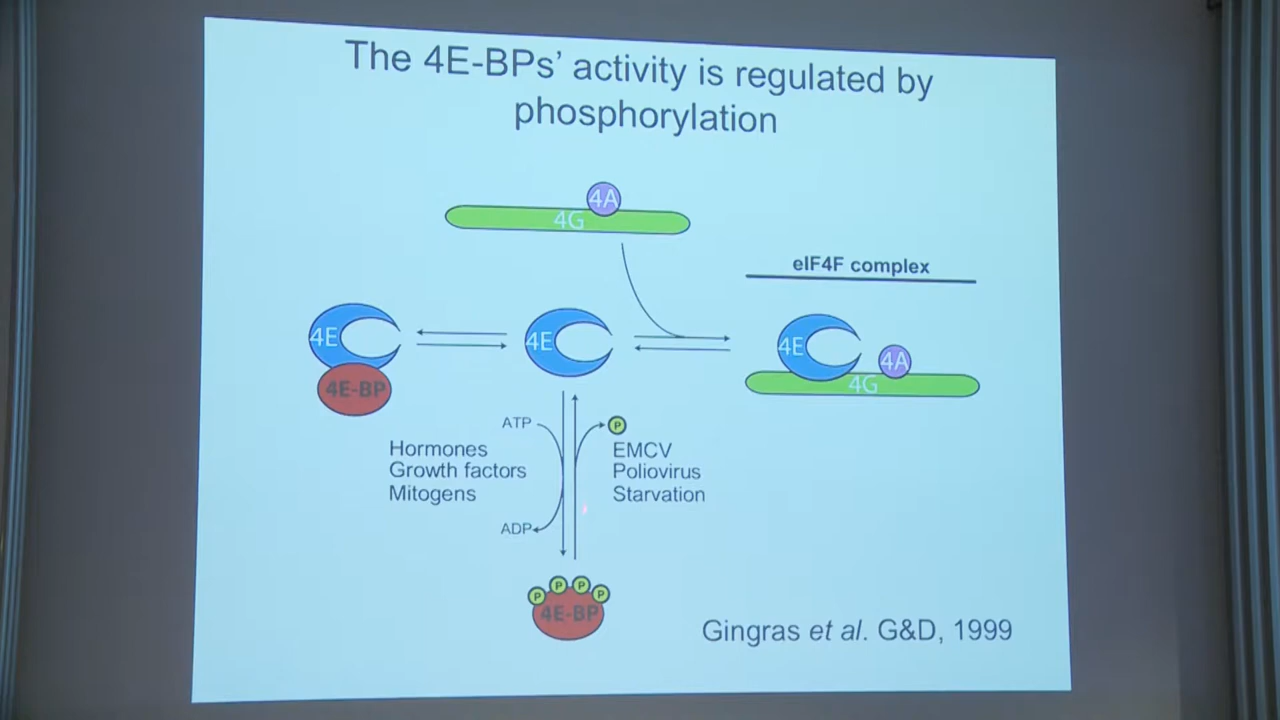 The 4E-BPs' activity is regulated by
phosphorylation
4A
4G
eIF4F complex
4E
4E-BP
4E
4E
4A
4G
ATP
P
Hormones
Growth factors
Mitogens
EMCV
Poliovirus
Starvation
ADP
P
P
P
P
4E-BP
Gingras et al. G&D, 1999